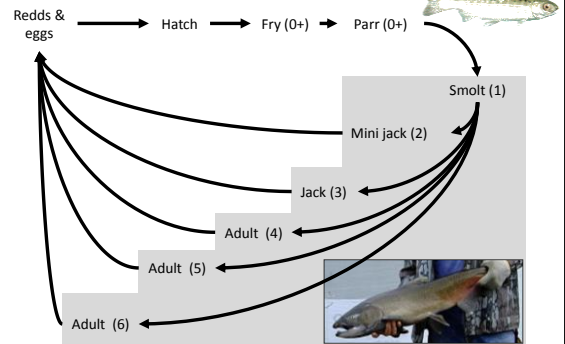 Redds &
eggs
Hatch
Fry (0+)
Parr (0+)
Smolt (1)
Mini jack (2)
Jack (3)
Adult (4)
Adult (5)
Adult (6)